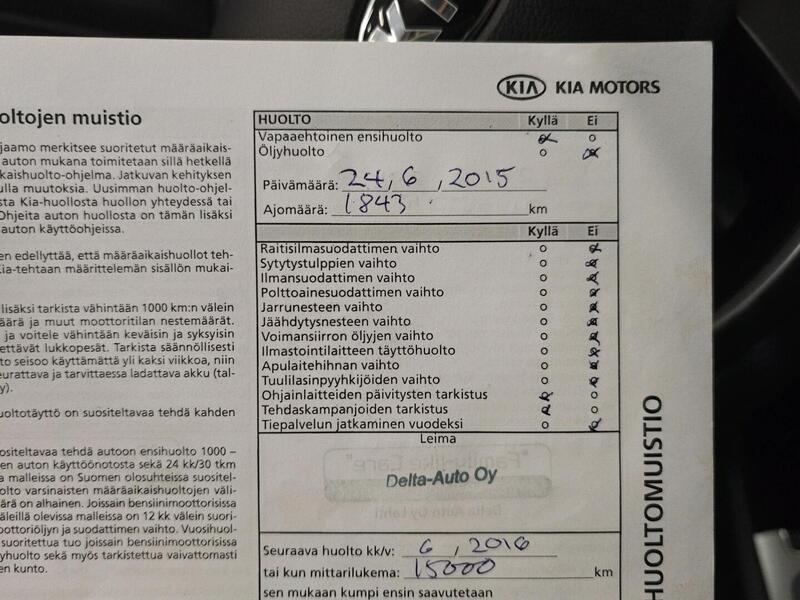 KIA KIA MOTORS
oltojen muistio
jaamo merkitsee suoritetut määräaikais-
auton mukana toimitetaan sillä hetkellä
kaishuolto-ohjelma. Jatkuvan kehityksen
ulla muutoksia. Uusimman huolto-ohjel-
sta Kia-huollosta huollon yhteydessä tai
Ohjeita auton huollosta on tämän lisäksi
auton käyttöohjeissa.
en edellyttää, että määräaikaishuollot teh-
Kia-tehtaan määrittelemän sisällön mukai-
lisäksi tarkista vähintään 1000 km:n välein
määrä ja muut moottoritilan nestemäärät.
ja voitele vähintään keväisin ja syksyisin
ettävät lukkopesät. Tarkista säännöllisesti
to seisoo käyttämättä yli kaksi viikkoa, niin
eurattava ja tarvittaessa ladattava akku (tal-
y).
uoltotäyttö on suositeltavaa tehdä kahden
ositeltavaa tehdä autoon ensihuolto 1000 –
en auton käyttöönotosta sekä 24 kk/30 tkm
a malleissa on Suomen olosuhteissa suositel-
olto varsinaisten määräaikaishuoltojen väli-
ärä on alhainen. Joissain bensiinimoottorisissa
äleillä olevissa malleissa on 12 kk välein suori-
oottoriöljyn ja suodattimen vaihto. Vuosihuol-
suoritettua tuo joissain bensiinimoottorisissa
yhuolto sekä myös tarkistettua vaivattomasti
en kunto.
HUOLTO Kyllä Ei
Vapaaehtoinen ensihuolto
Öljyhuolto
Päivämäärä: 24, 6, 2015
Ajomäärä: 1843 km
Kyllä Ei
Raitisilmasuodattimen vaihto
Sytytystulppien vaihto
Ilmansuodattimen vaihto
Polttoainesuodattimen vaihto
Jarrunesteen vaihto
Jäähdytysnesteen vaihto
Voimansiirron öljyjen vaihto
Ilmastointilaitteen täyttöhuolto
Apulaitehihnan vaihto
Tuulilasinpyyhkijöiden vaihto
Ohjainlaitteiden päivitysten tarkistus
Tehdaskampanjoiden tarkistus
Tiepalvelun jatkaminen vuodeksi
Leima
Delta-Auto Oy
Seuraava huolto kk/v: 6, 2016
tai kun mittarilukema: 15000 km
sen mukaan kumpi ensin saavutetaan
HUOLTOMUISTIO